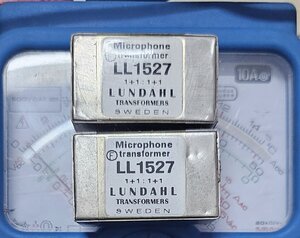 Microphone
transformer
LL1527
1+1 : 1+1
LUNDAHL
TRANSFORMERS
SWEDEN
Microphone
F transformer
LL1527
1+1 : 1+1
LUNDAHL
TRANSFORMERS
SWEDEN
10A